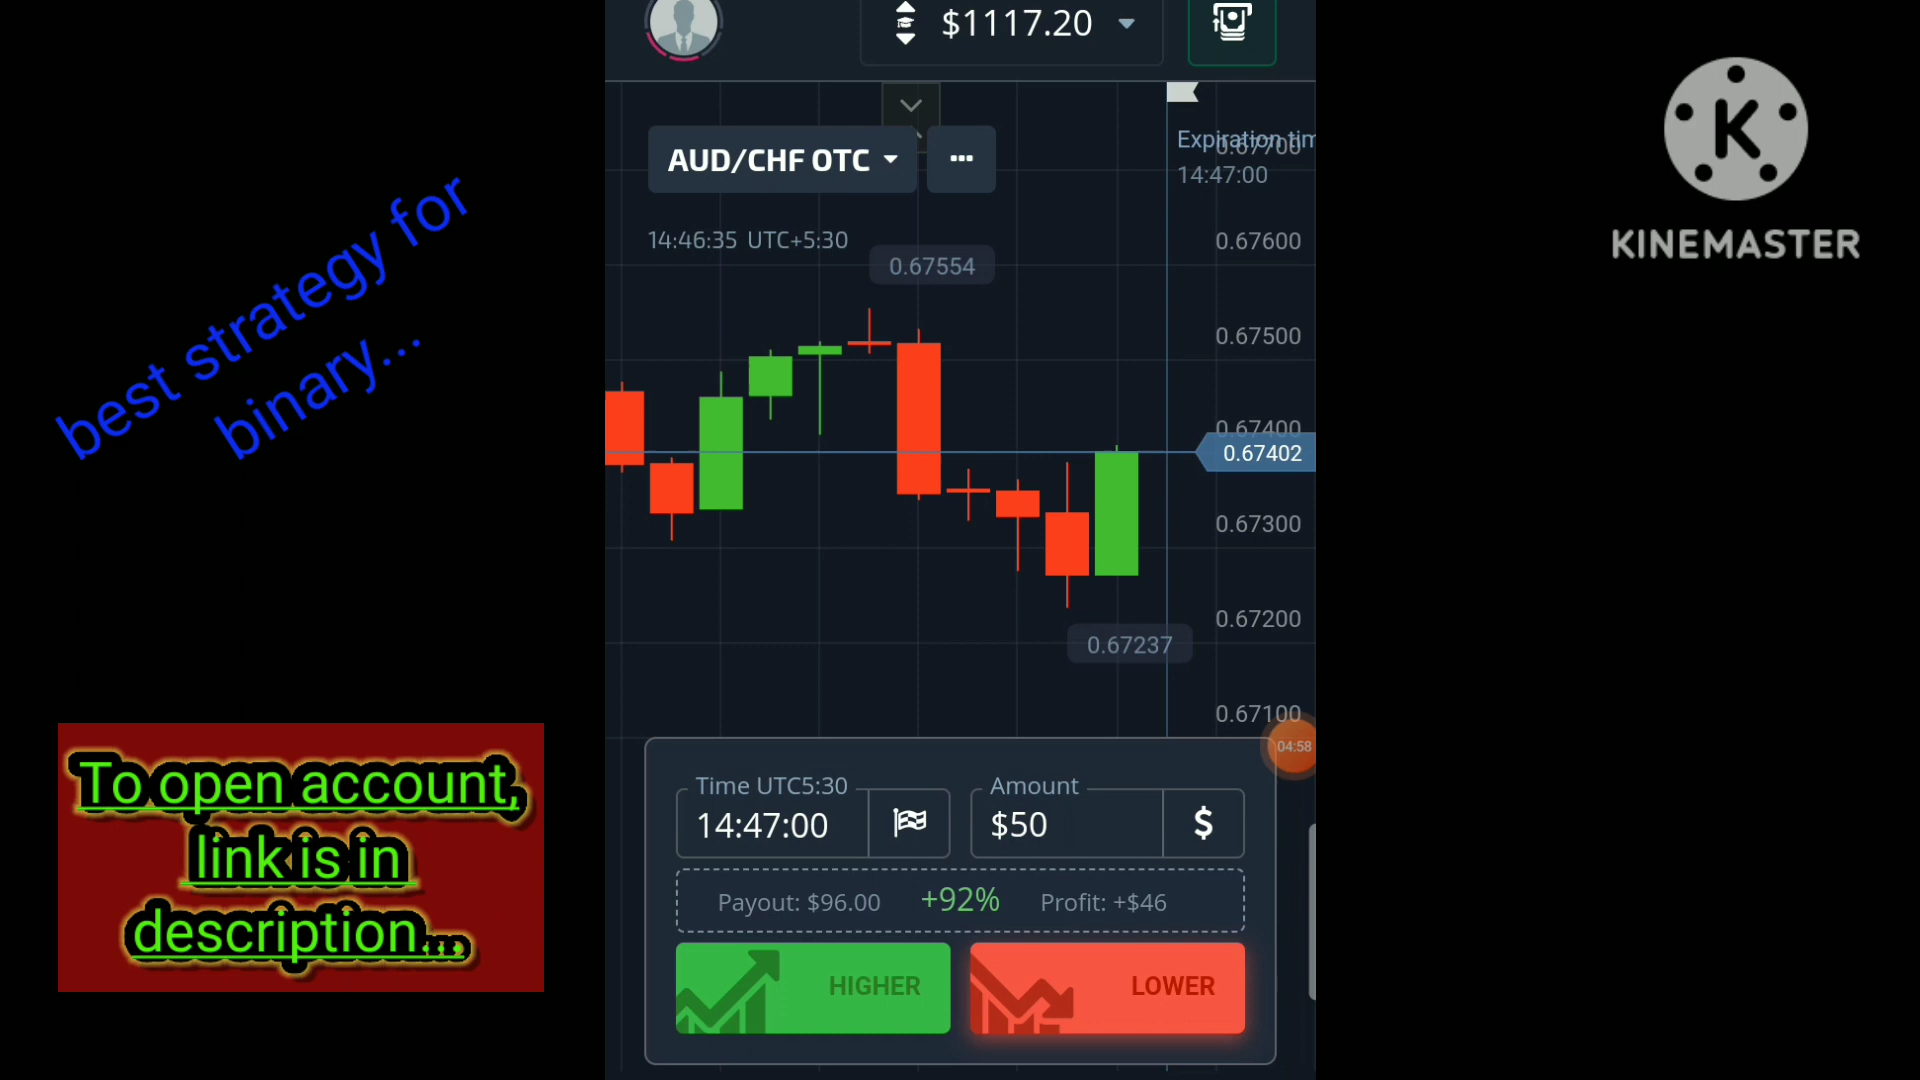 $1117.20
AUD/CHF OTC
Expiration tim
0.67700
14:47:00
14:46:35 UTC+5:30
0.67554
0.67600
0.67500
0.67400
0.67402
0.67300
0.67200
0.67237
0.67100
04:58
Time UTC5:30
14:47:00
Amount
$50
$
Payout: $96.00 +92% Profit: +$46
HIGHER
LOWER
best strategy for
binary...
To open account,
link is in
description...
K
KINEMASTER